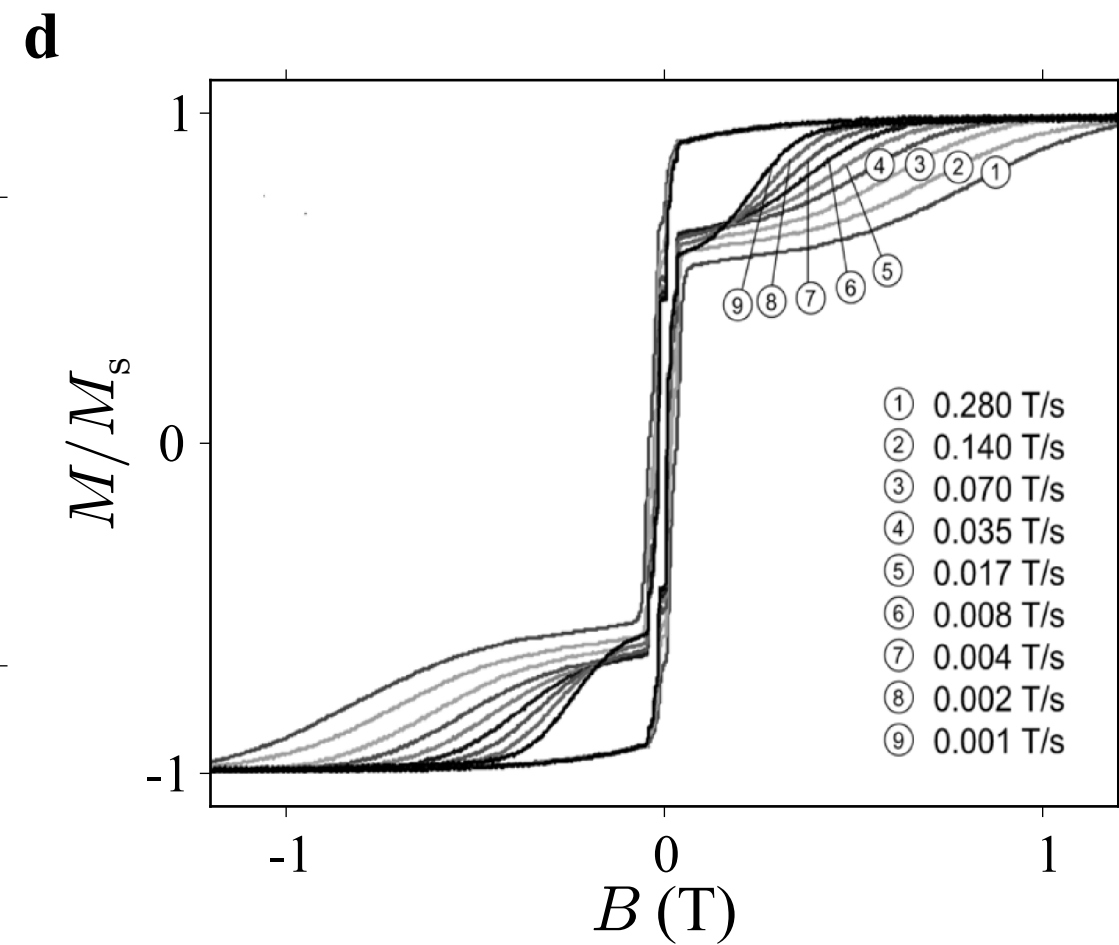 d
1
④ ③ ② ①
⑤
⑥
⑨ ⑧ ⑦
M/Ms
① 0.280 T/s
② 0.140 T/s
③ 0.070 T/s
0
④ 0.035 T/s
⑤ 0.017 T/s
⑥ 0.008 T/s
⑦ 0.004 T/s
⑧ 0.002 T/s
⑨ 0.001 T/s
-1
-1 0 1
B (T)